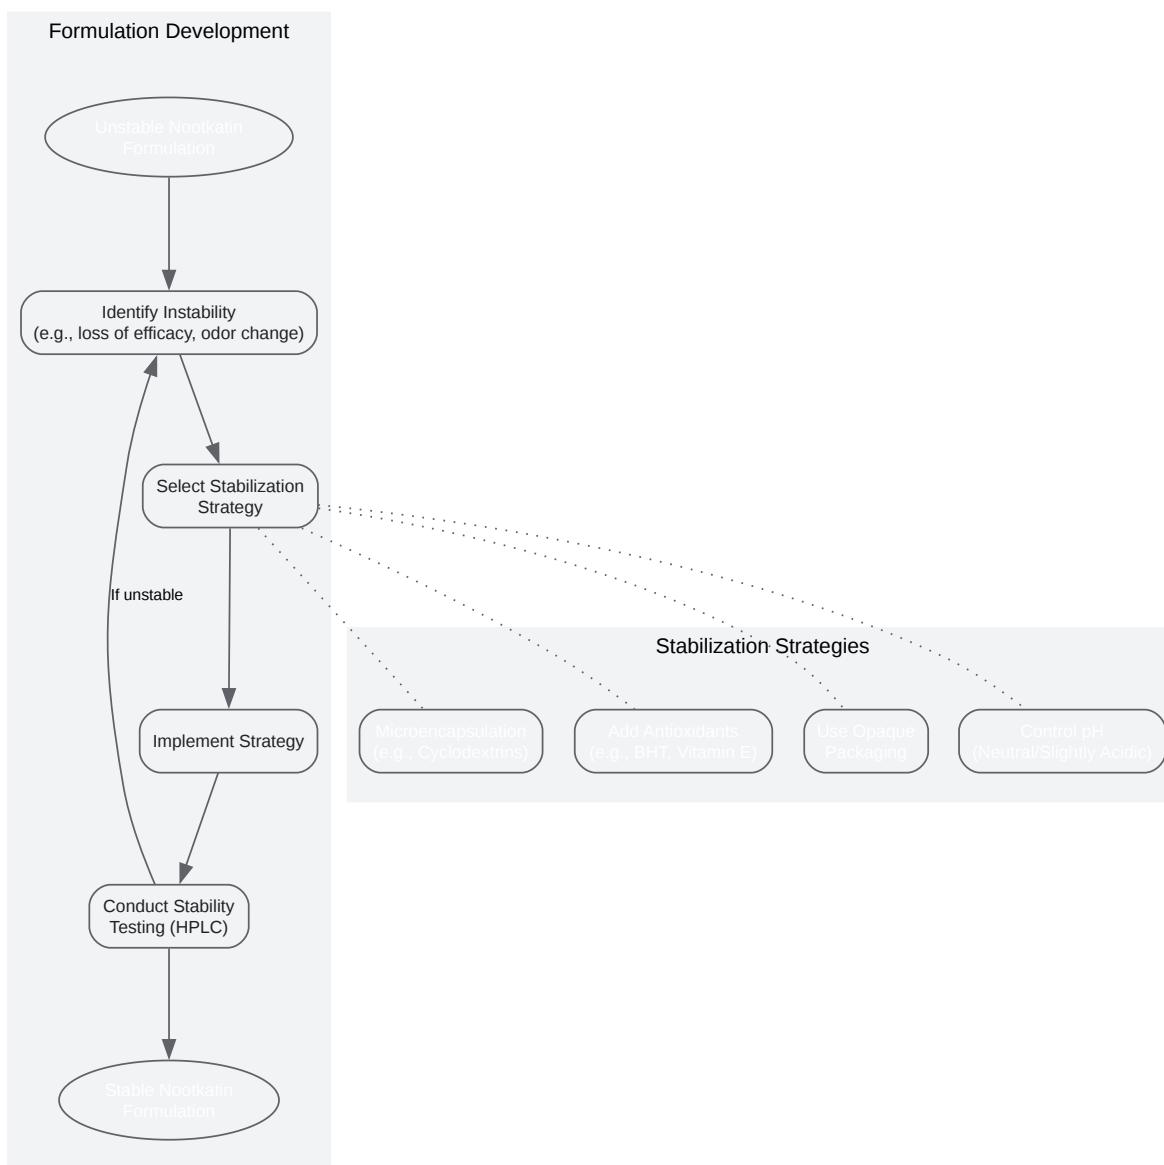 Formulation Development
Unstable Nootkatin
Formulation
Identify Instability
(e.g., loss of efficacy, odor change)
Select Stabilization
Strategy
If unstable
Stabilization Strategies
Implement Strategy
Microencapsulation
(e.g., Cyclodextrins)
Add Antioxidants
(e.g., BHT, Vitamin E)
Use Opaque
Packaging
Control pH
(Neutral/Slightly Acidic)
Conduct Stability
Testing (HPLC)
Stable Nootkatin
Formulation